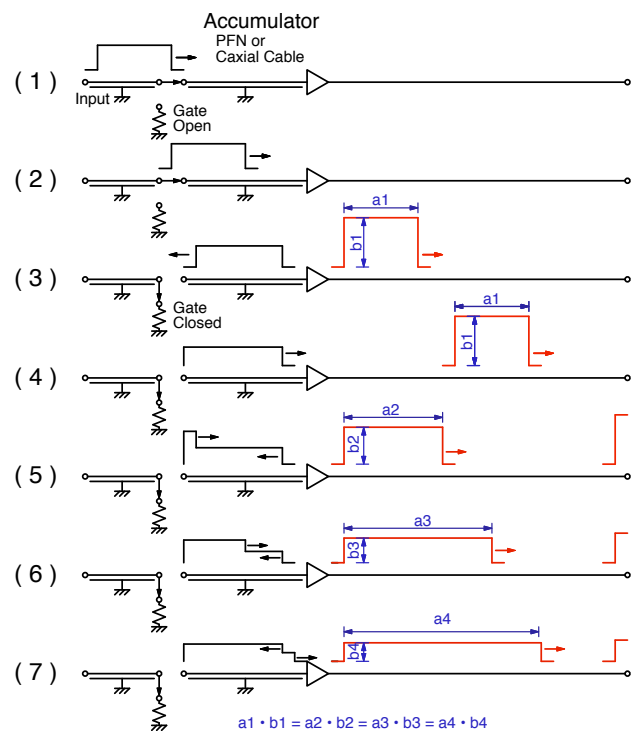 Accumulator
PFN or
Caxial Cable
( 1 )
Input
Gate
Open
( 2 )
a1
b1
( 3 )
Gate
Closed
a1
b1
( 4 )
a2
b2
( 5 )
a3
b3
( 6 )
a4
b4
( 7 )
a1 • b1 = a2 • b2 = a3 • b3 = a4 • b4